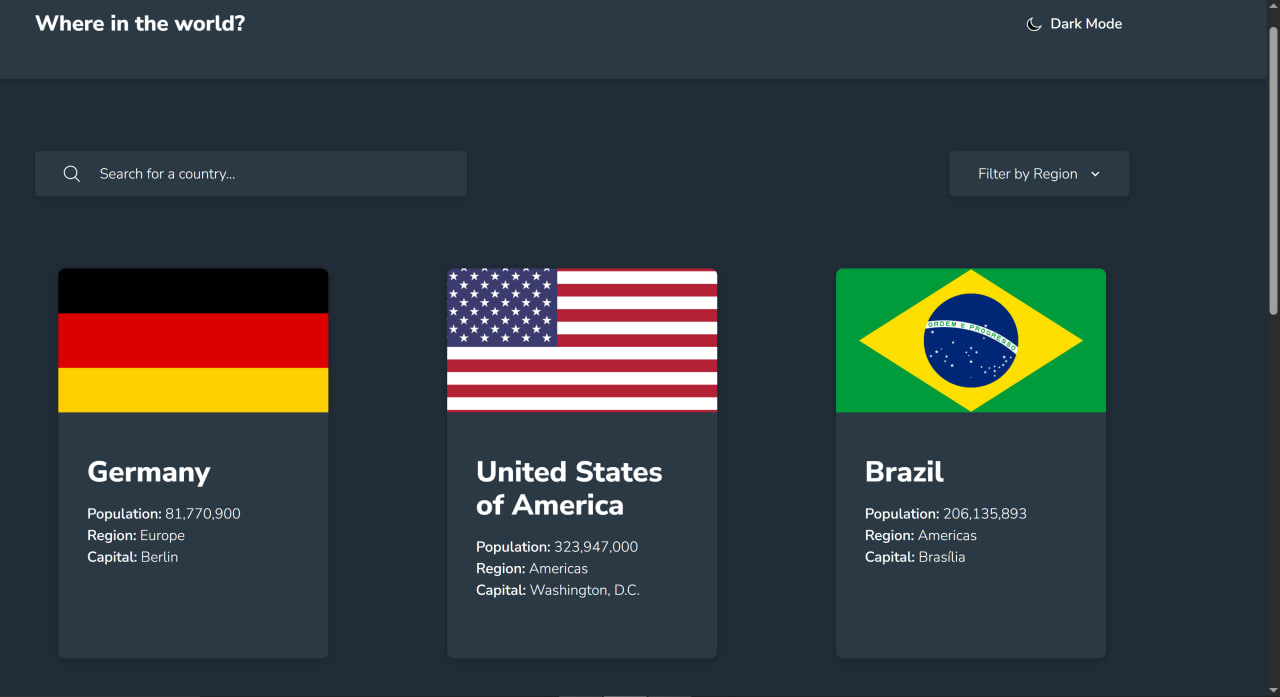 Where in the world?
Dark Mode
Search for a country...
Filter by Region
ORDEM E PROGRESSO
Germany
Population: 81,770,900
Region: Europe
Capital: Berlin
United States
of America
Population: 323,947,000
Region: Americas
Capital: Washington, D.C.
Brazil
Population: 206,135,893
Region: Americas
Capital: Brasília